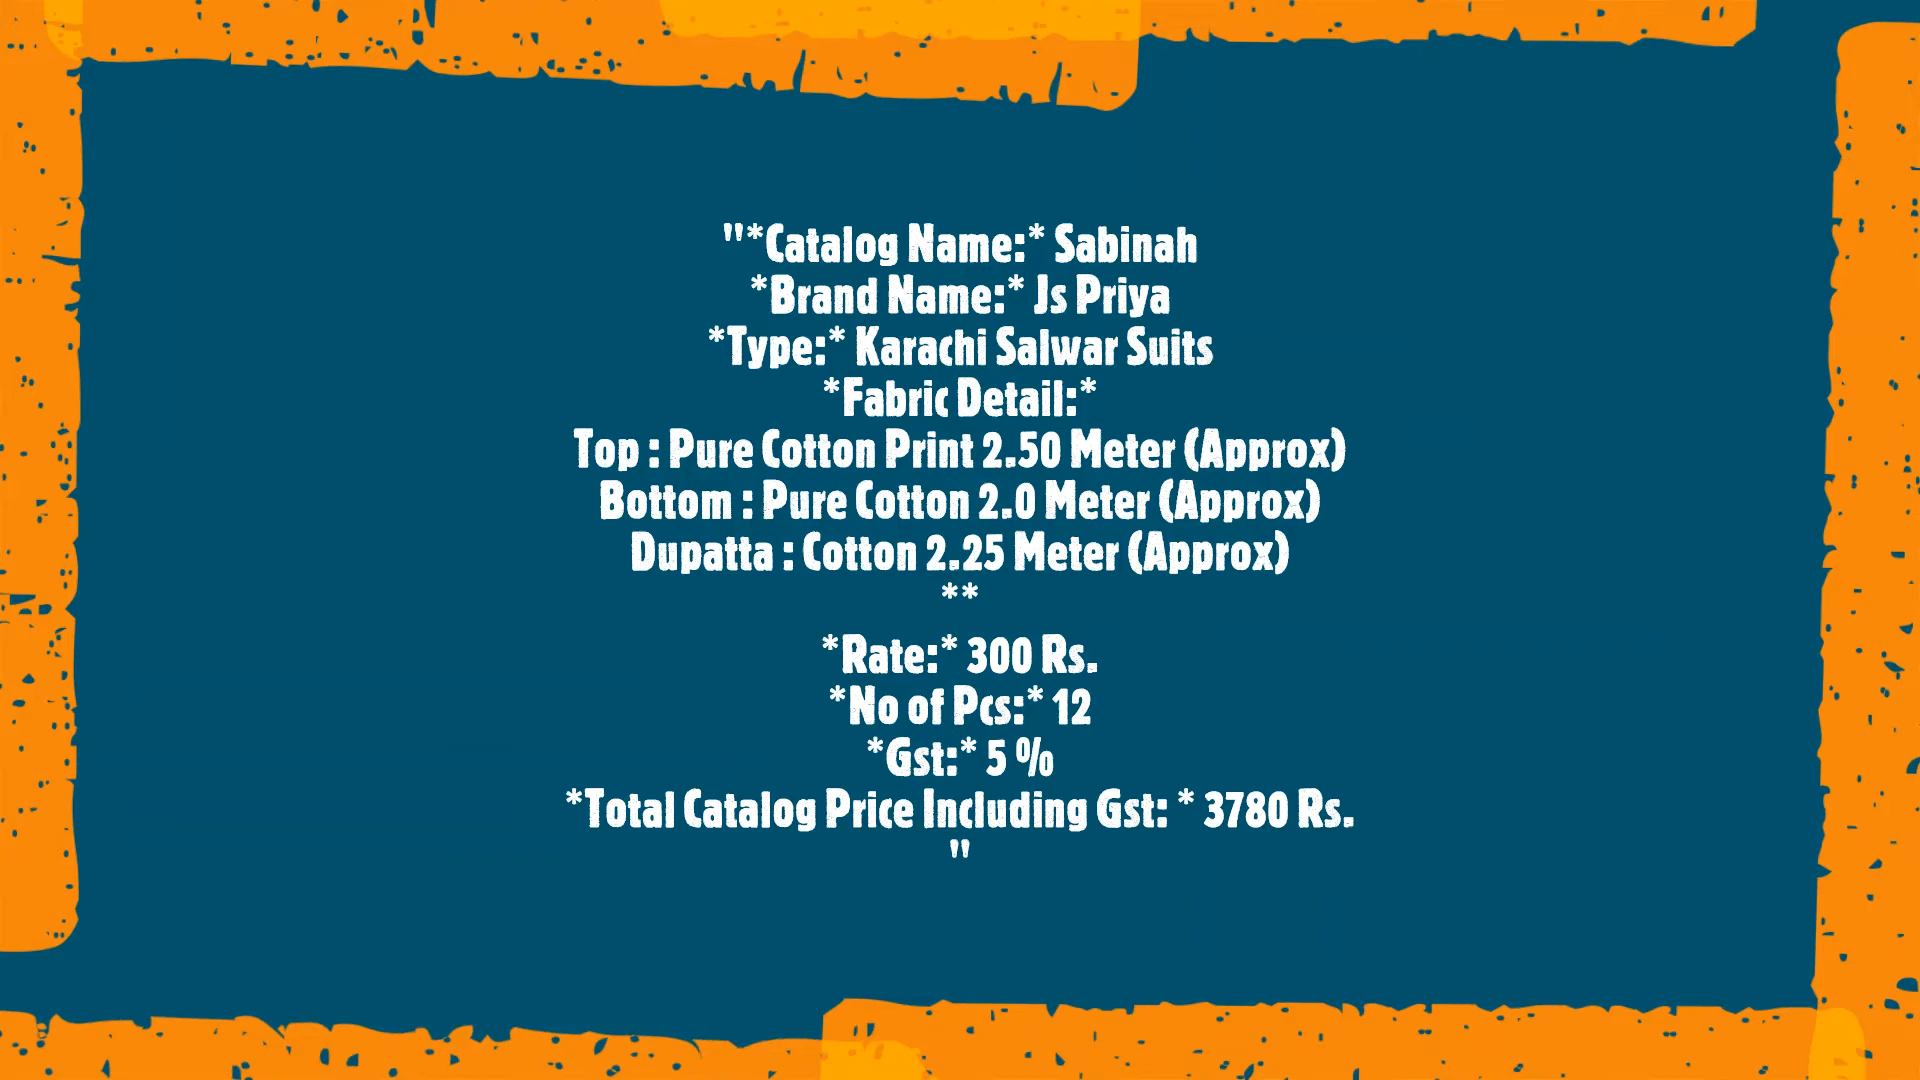 "*Catalog Name:* Sabinah
*Brand Name:* Js Priya
*Type:* Karachi Salwar Suits
*Fabric Detail:*
Top : Pure Cotton Print 2.50 Meter (Approx)
Bottom : Pure Cotton 2.0 Meter (Approx)
Dupatta : Cotton 2.25 Meter (Approx)
**
*Rate:* 300 Rs.
*No of Pcs:* 12
*Gst:* 5 %
*Total Catalog Price Including Gst: * 3780 Rs.
"